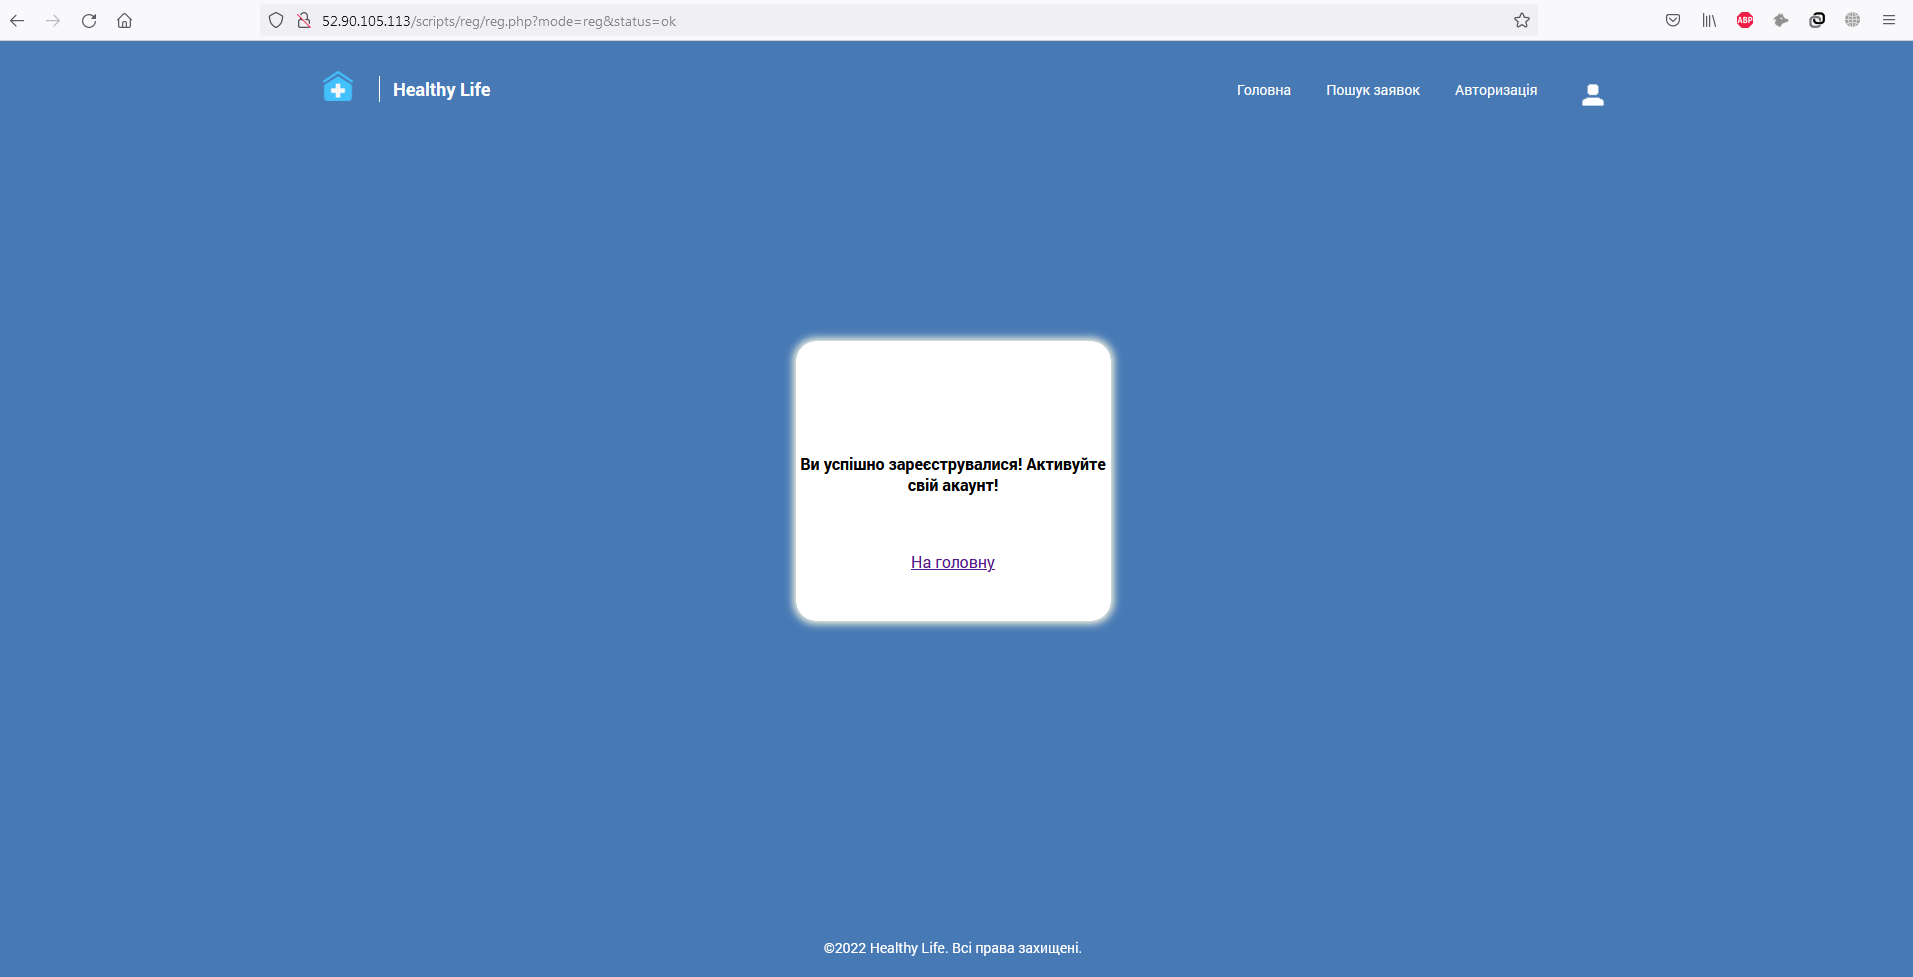 52.90.105.113/scripts/reg/reg.php?mode=reg&status=ok
ABP
Healthy Life
Головна
Пошук заявок
Авторизація
Ви успішно зареєструвалися! Активуйте
свій акаунт!
На головну
©2022 Healthy Life. Всі права захищені.